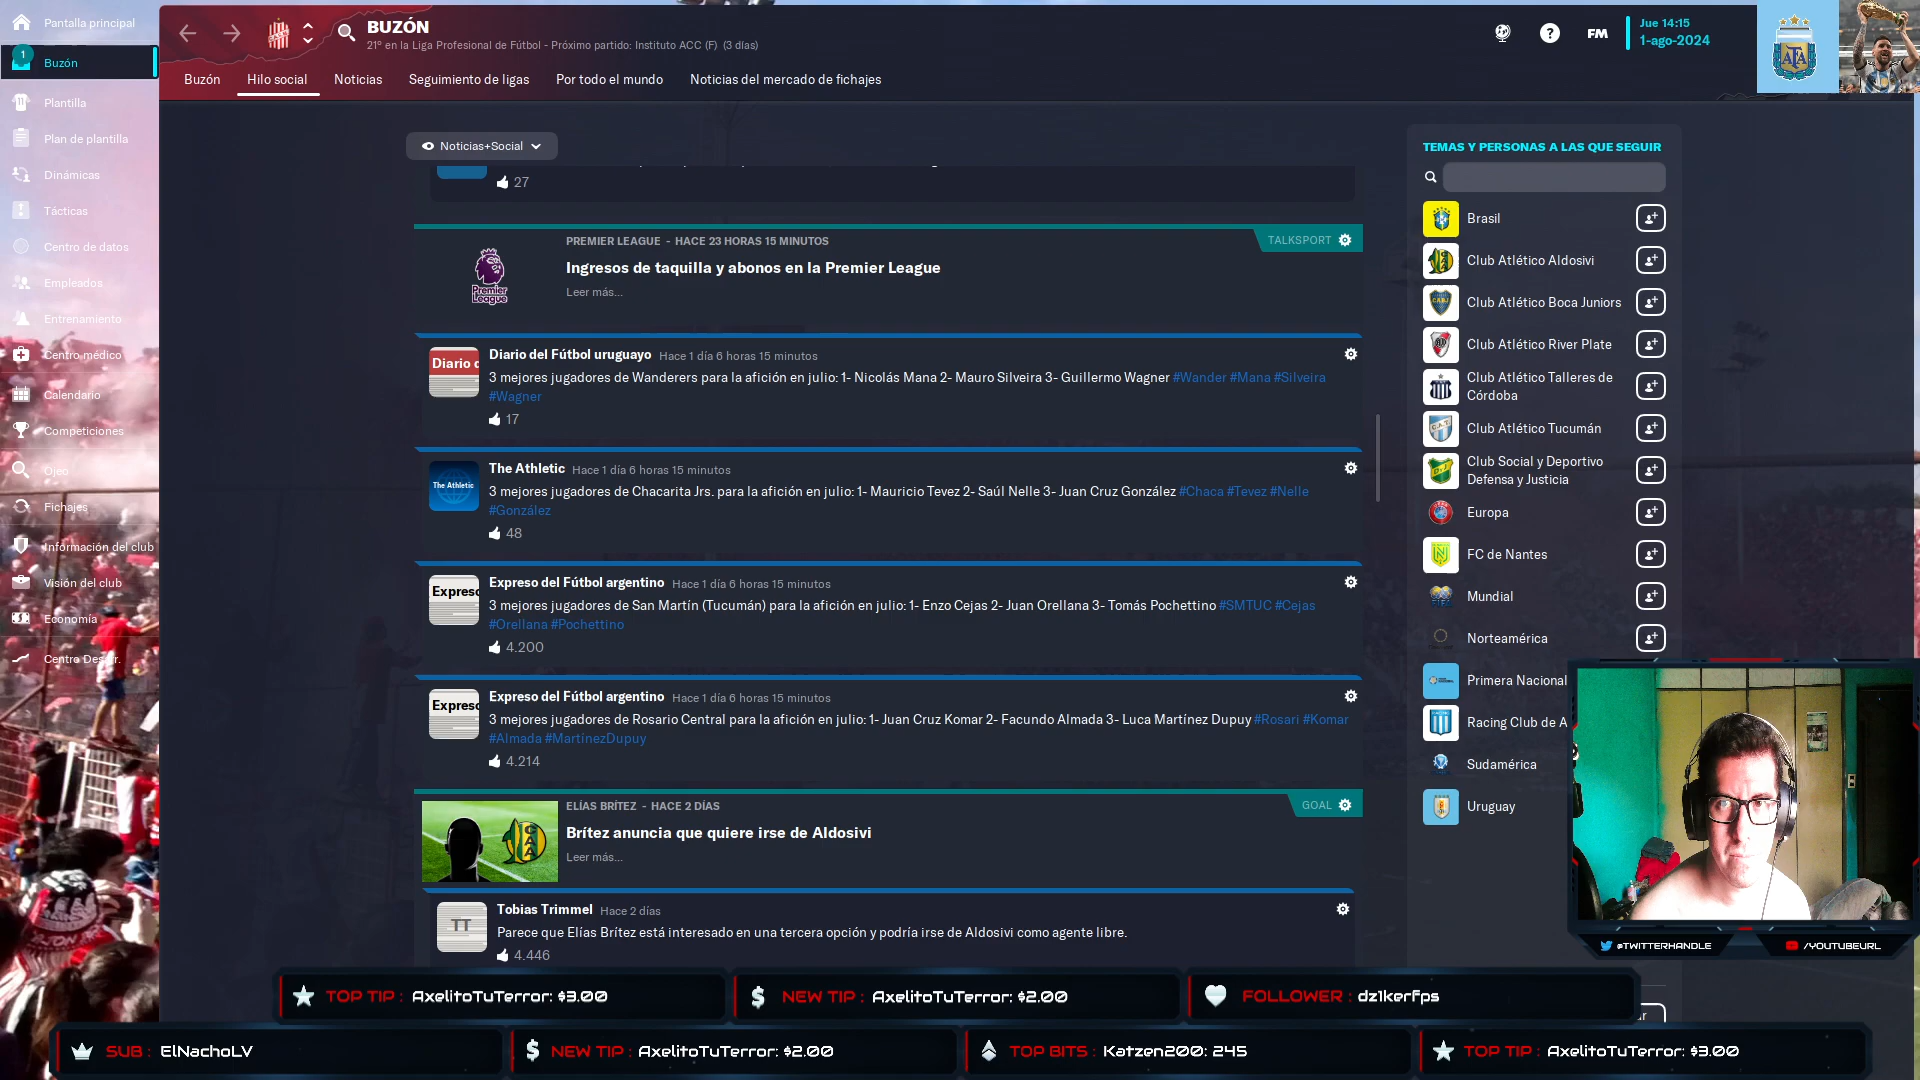 Pantalla principal
1
Buzón
Plantilla
Plan de plantilla
Dinámicas
Tácticas
Centro de datos
Empleados
Entrenamiento
Centro médico
Calendario
Competiciones
Ojeo
Fichajes
Información del club
Visión del club
Economía
BUZÓN
21º en la Liga Profesional de Fútbol - Próximo partido: Instituto ACC (F) (3 días)
?
FM
Jue 14:15
1-ago-2024
AFA
Buzón
Hilo social
Noticias
Seguimiento de ligas
Por todo el mundo
Noticias del mercado de fichajes
Noticias+Social
27
PREMIER LEAGUE - HACE 23 HORAS 15 MINUTOS
TALKSPORT
Premier League
Ingresos de taquilla y abonos en la Premier League
Leer más...
Diario d
Diario del Fútbol uruguayo Hace 1 día 6 horas 15 minutos
3 mejores jugadores de Wanderers para la afición en julio: 1- Nicolás Mana 2- Mauro Silveira 3- Guillermo Wagner #Wander #Mana #Silveira
#Wagner
17
The Athletic
The Athletic Hace 1 día 6 horas 15 minutos
3 mejores jugadores de Chacarita Jrs. para la afición en julio: 1- Mauricio Tevez 2- Saúl Nelle 3- Juan Cruz González #Chaca #Tevez #Nelle
#González
48
Expreso
Expreso del Fútbol argentino Hace 1 día 6 horas 15 minutos
3 mejores jugadores de San Martín (Tucumán) para la afición en julio: 1- Enzo Cejas 2- Juan Orellana 3- Tomás Pochettino #SMTUC #Cejas
#Orellana #Pochettino
4.200
Expreso
Expreso del Fútbol argentino Hace 1 día 6 horas 15 minutos
3 mejores jugadores de Rosario Central para la afición en julio: 1- Juan Cruz Komar 2- Facundo Almada 3- Luca Martínez Dupuy #Rosari #Komar
#Almada #MartínezDupuy
4.214
ELÍAS BRÍTEZ - HACE 2 DÍAS
GOAL
Brítez anuncia que quiere irse de Aldosivi
Leer más...
TT
Tobias Trimmel Hace 2 días
Parece que Elías Brítez está interesado en una tercera opción y podría irse de Aldosivi como agente libre.
4.446
TEMAS Y PERSONAS A LAS QUE SEGUIR
Brasil
Club Atlético Aldosivi
Club Atlético Boca Juniors
Club Atlético River Plate
Club Atlético Talleres de
Córdoba
Club Atlético Tucumán
Club Social y Deportivo
Defensa y Justicia
Europa
FC de Nantes
Mundial
Norteamérica
Primera Nacional
Racing Club de A
Sudamérica
Uruguay
@TWITTERHANDLE
/YOUTUBEURL
TOP TIP : AxelitoTuTerror: $3.00
NEW TIP : AxelitoTuTerror: $2.00
FOLLOWER : dz1kerfps
SUB : ElNachoLV
NEW TIP : AxelitoTuTerror: $2.00
TOP BITS : Katzen200: 245
TOP TIP : AxelitoTuTerror: $3.00